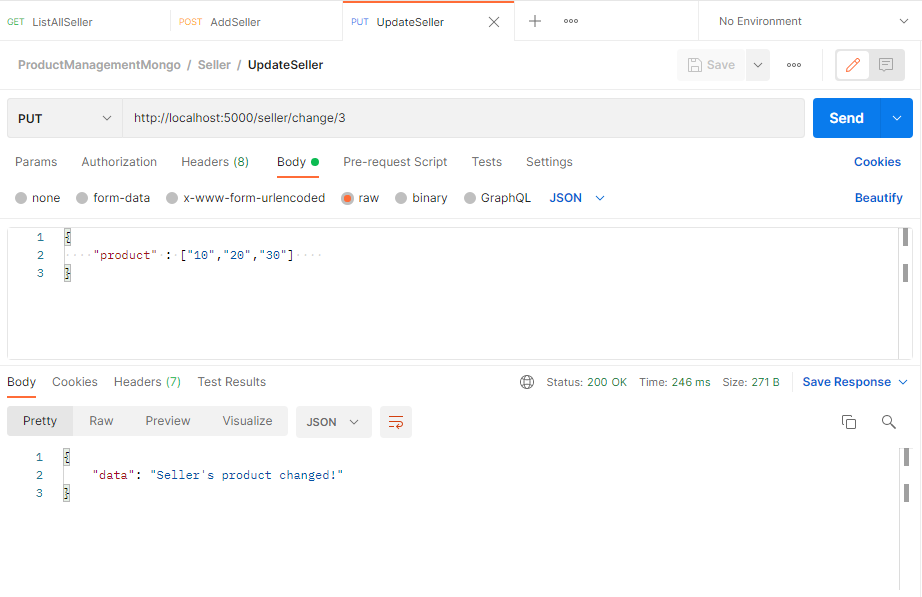 GET ListAllSeller POST AddSeller PUT UpdateSeller No Environment
ProductManagementMongo / Seller / UpdateSeller Save
PUT http://localhost:5000/seller/change/3 Send
Params Authorization Headers (8) Body Pre-request Script Tests Settings Cookies
none form-data x-www-form-urlencoded raw binary GraphQL JSON Beautify
1 {
2 ····"product"·:·["10","20","30"]····
3 }
Body Cookies Headers (7) Test Results Status: 200 OK Time: 246 ms Size: 271 B Save Response
Pretty Raw Preview Visualize JSON
1 {
2 "data": "Seller's product changed!"
3 }